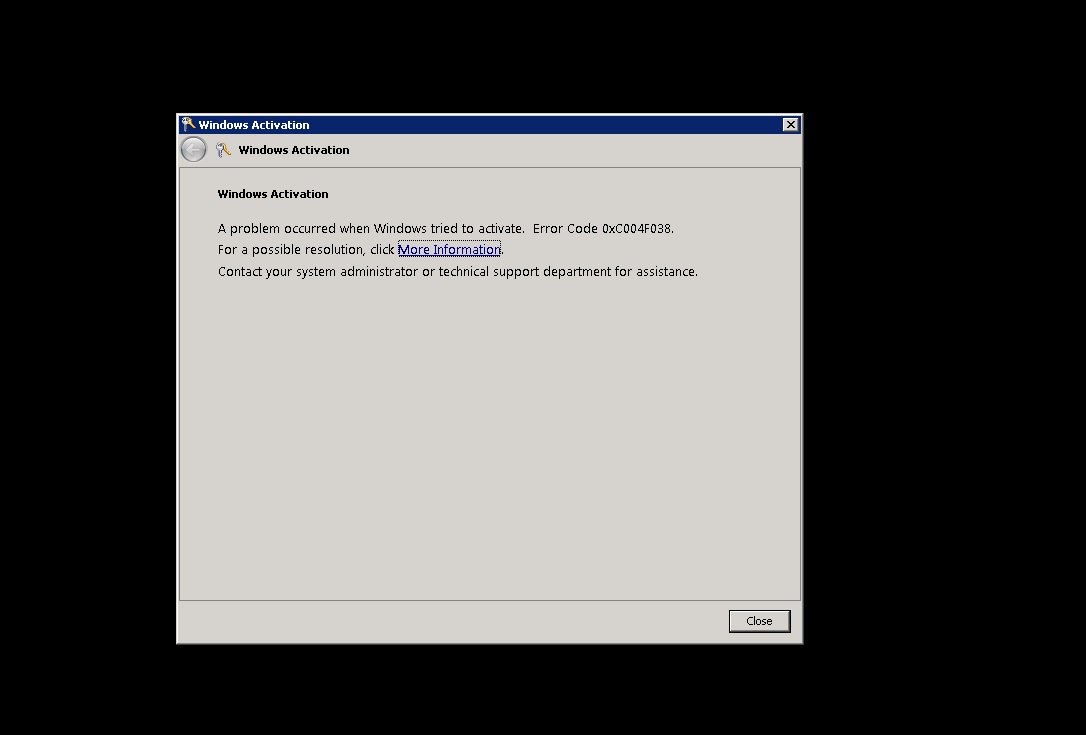 Windows Activation
Windows Activation
Windows Activation
A problem occurred when Windows tried to activate.  Error Code 0xC004F038.
For a possible resolution, click More Information.
Contact your system administrator or technical support department for assistance.
Close